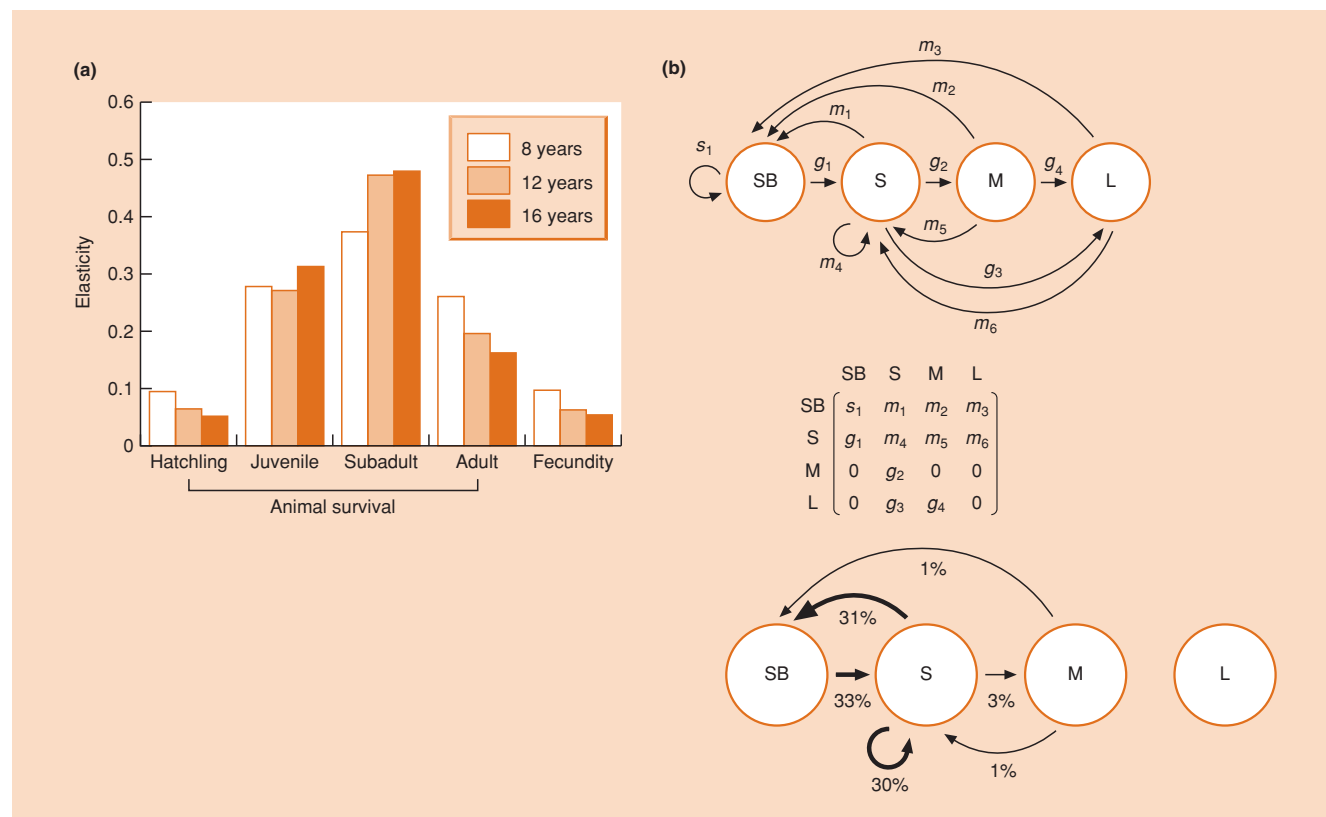 (a)
0.6
0.5
0.4
0.3
0.2
0.1
0
Elasticity
8 years
12 years
16 years
Hatchling Juvenile Subadult Adult Fecundity
Animal survival
(b)
m3
m2
m1
s1
SB g1 S g2 M g4 L
m5
m4
g3
m6
SB S M L
SB s1 m1 m2 m3
S g1 m4 m5 m6
M 0 g2 0 0
L 0 g3 g4 0
1%
31%
SB S M L
33% 3%
1%
30%